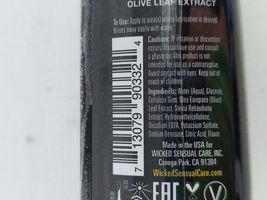 OLIVE LEAF EXTRACT
To Use: Apply to area(s) where lubrication is desired.
Rinses away easily with water.
Caution: If irritation or discomfort
occurs, discontinue use and consult
a physician. This product is not
intended for use as a contraceptive.
Avoid contact with eyes. Keep out of
reach of children.
Ingredients: Water (Aqua), Glycerin,
Cellulose Gum, Olea Europaea (Olive)
Leaf Extract, Stevia Rebaudiana
Extract, Hydroxyethylcellulose,
Disodium EDTA, Potassium Sorbate,
Sodium Benzoate, Citric Acid, Flavor.
Made in the USA for
WICKED SENSUAL CARE, INC.
Canoga Park, CA 91304
WickedSensualCare.com
7 13079 90332 4
EAC